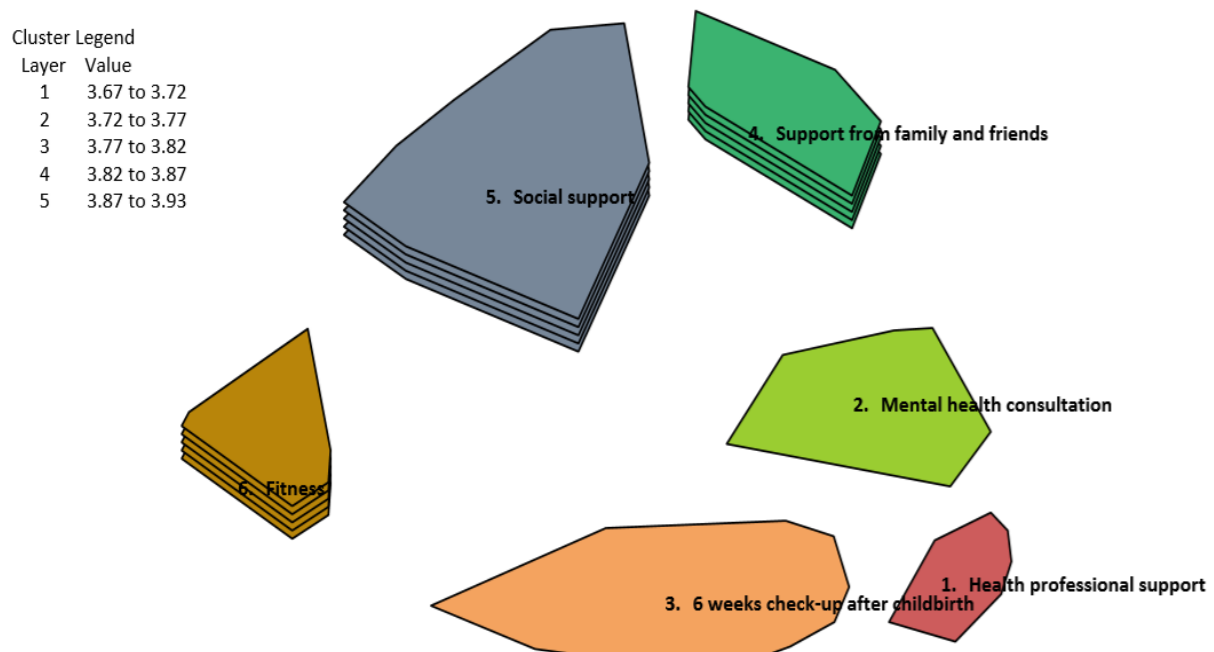 Cluster Legend
Layer Value
1 3.67 to 3.72
2 3.72 to 3.77
3 3.77 to 3.82
4 3.82 to 3.87
5 3.87 to 3.93
4. Support from family and friends
5. Social support
2. Mental health consultation
6. Fitness
1. Health professional support
3. 6 weeks check-up after childbirth